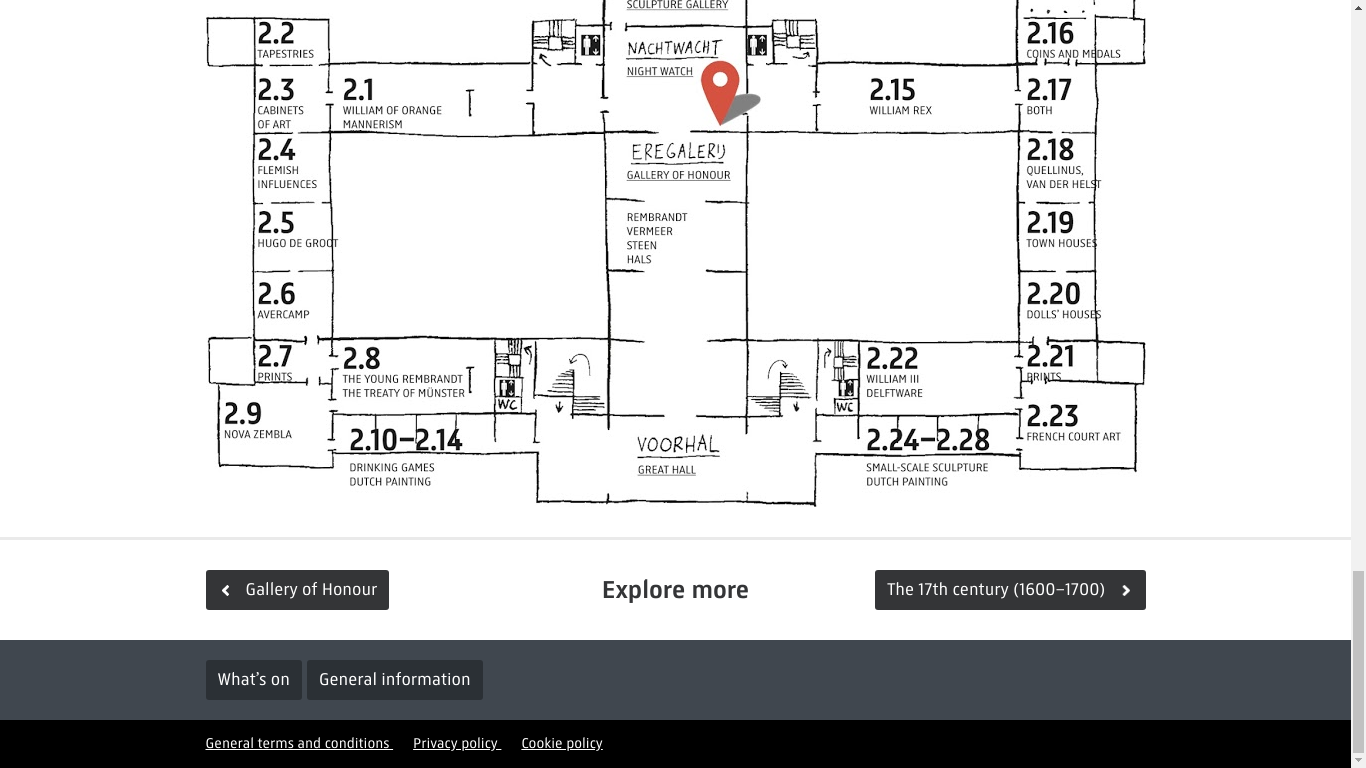 SCULPTURE GALLERY
2.2
TAPESTRIES
NACHTWACHT
NIGHT WATCH
2.16
COINS AND MEDALS
2.3
CABINETS
OF ART
2.1
WILLIAM OF ORANGE
MANNERISM
2.15
WILLIAM REX
2.17
BOTH
2.4
FLEMISH
INFLUENCES
EREGALERIJ
GALLERY OF HONOUR
2.18
QUELLINUS,
VAN DER HELST
2.5
HUGO DE GROOT
REMBRANDT
VERMEER
STEEN
HALS
2.19
TOWN HOUSES
2.6
AVERCAMP
2.20
DOLLS' HOUSES
2.7
PRINTS
2.8
THE YOUNG REMBRANDT
THE TREATY OF MÜNSTER
WC
WC
2.22
WILLIAM III
DELFTWARE
2.21
PRINTS
2.9
NOVA ZEMBLA
2.10–2.14
DRINKING GAMES
DUTCH PAINTING
VOORHAL
GREAT HALL
2.24–2.28
SMALL-SCALE SCULPTURE
DUTCH PAINTING
2.23
FRENCH COURT ART
Gallery of Honour
Explore more
The 17th century (1600–1700)
What's on
General information
General terms and conditions
Privacy policy
Cookie policy